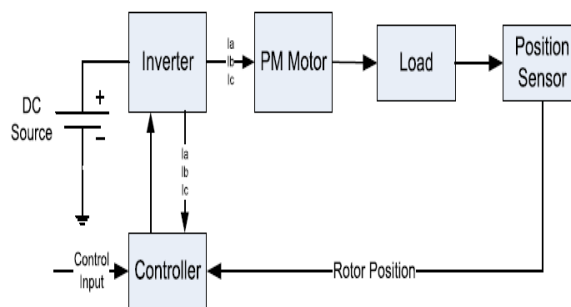 Inverter
Ia
Ib
Ic
PM Motor
Load
Position
Sensor
DC
Source
+
−
Ia
Ib
Ic
Control
Input
Controller
Rotor Position